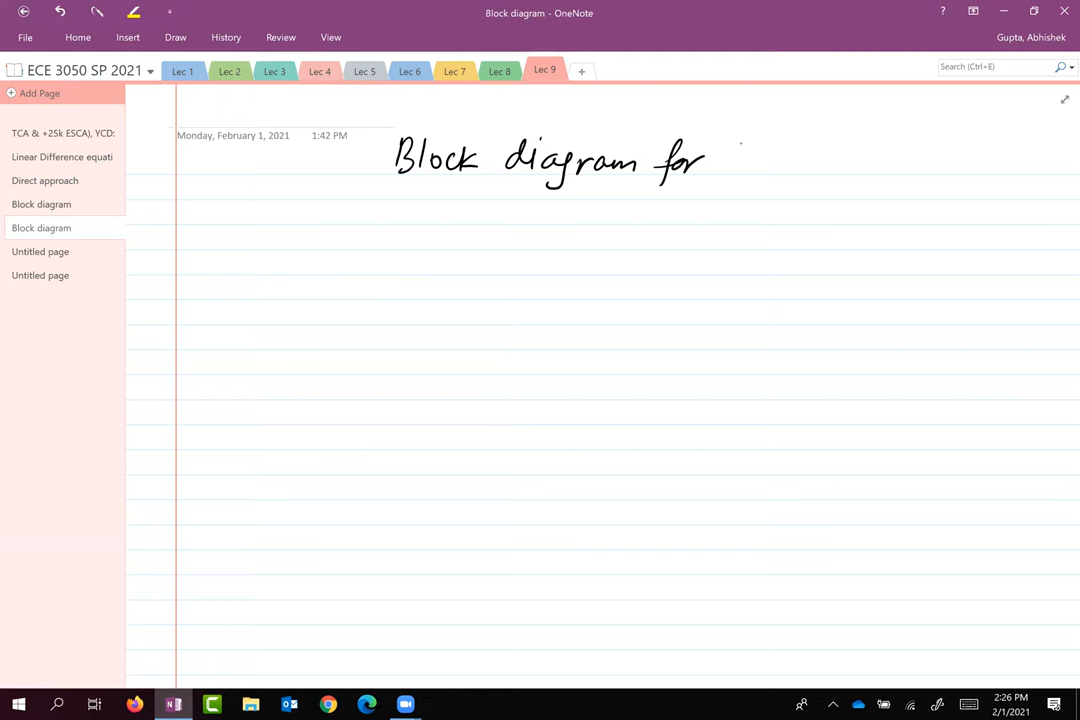 Block diagram - OneNote
File Home Insert Draw History Review View Gupta, Abhishek
ECE 3050 SP 2021 Lec 1 Lec 2 Lec 3 Lec 4 Lec 5 Lec 6 Lec 7 Lec 8 Lec 9 Search (Ctrl+E)
Add Page
TCA & +25k ESCA), YCD:
Linear Difference equati
Direct approach
Block diagram
Block diagram
Untitled page
Untitled page
Monday, February 1, 2021 1:42 PM
Block diagram for
2:26 PM
2/1/2021